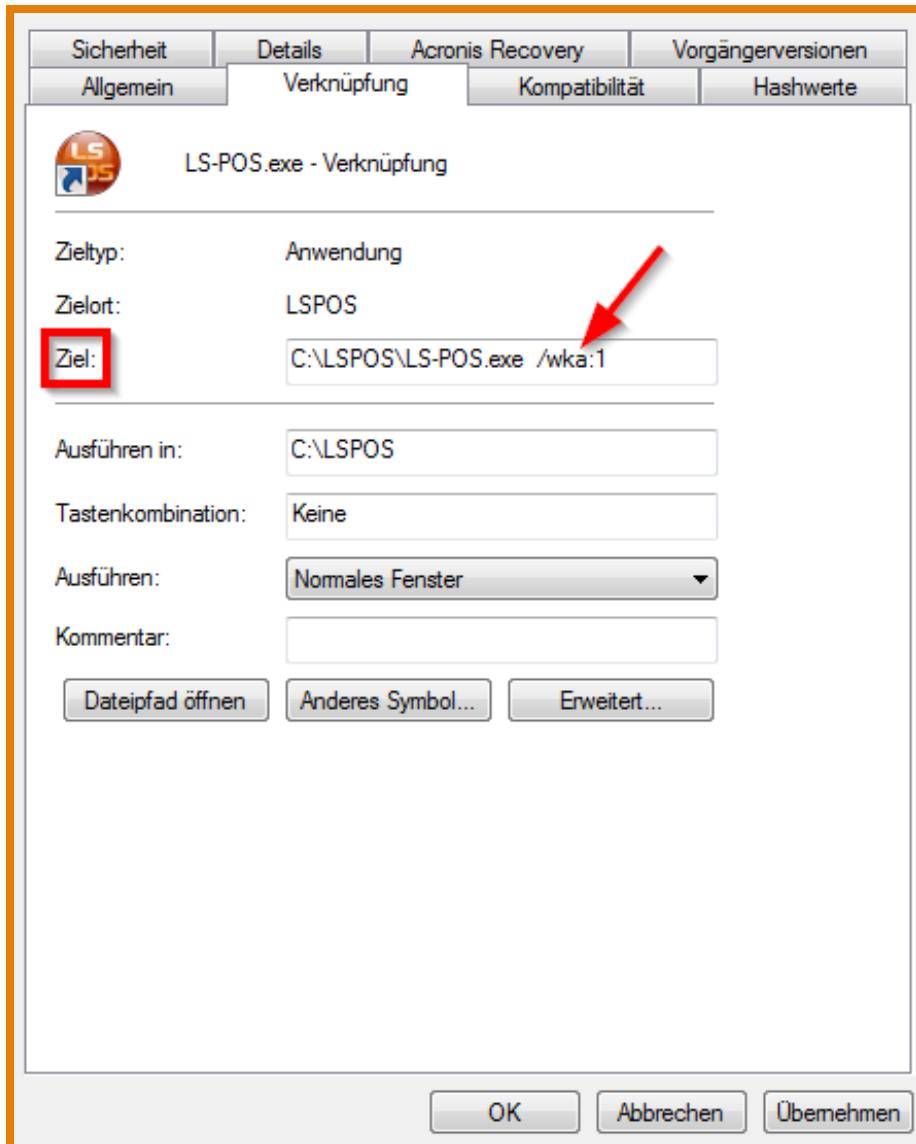 Sicherheit Details Acronis Recovery Vorgängerversionen
Allgemein Verknüpfung Kompatibilität Hashwerte
LS POS
LS-POS.exe - Verknüpfung
Zieltyp: Anwendung
Zielort: LSPOS
Ziel: C:\LSPOS\LS-POS.exe  /wka:1
Ausführen in: C:\LSPOS
Tastenkombination: Keine
Ausführen: Normales Fenster
Kommentar:
Dateipfad öffnen Anderes Symbol... Erweitert...
OK Abbrechen Übernehmen